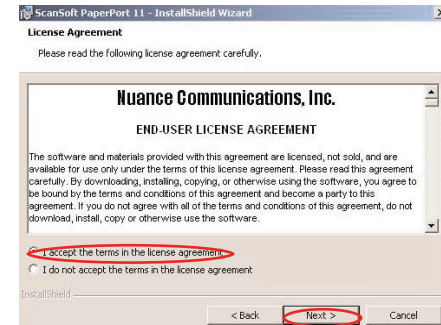 ScanSoft PaperPort 11 - InstallShield Wizard
License Agreement
Please read the following license agreement carefully.
Nuance Communications, Inc.
END-USER LICENSE AGREEMENT
The software and materials provided with this agreement are licensed, not sold, and are
available for use only under the terms of this license agreement. Please read this agreement
carefully. By downloading, installing, copying, or otherwise using the software, you agree to
be bound by the terms and conditions of this agreement and become a party to this
agreement. If you do not agree with all of the terms and conditions of this agreement, do not
download, install, copy or otherwise use the software.
I accept the terms in the license agreement
I do not accept the terms in the license agreement
InstallShield
< Back Next > Cancel